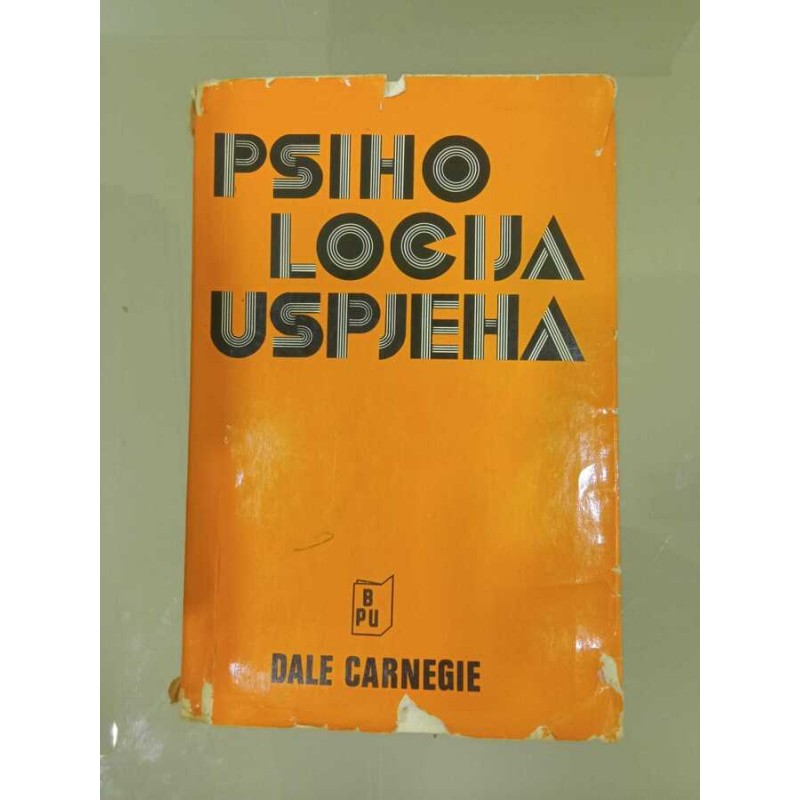 PSIHO
LOGIJA
USPJEHA
B
PU
DALE CARNEGIE